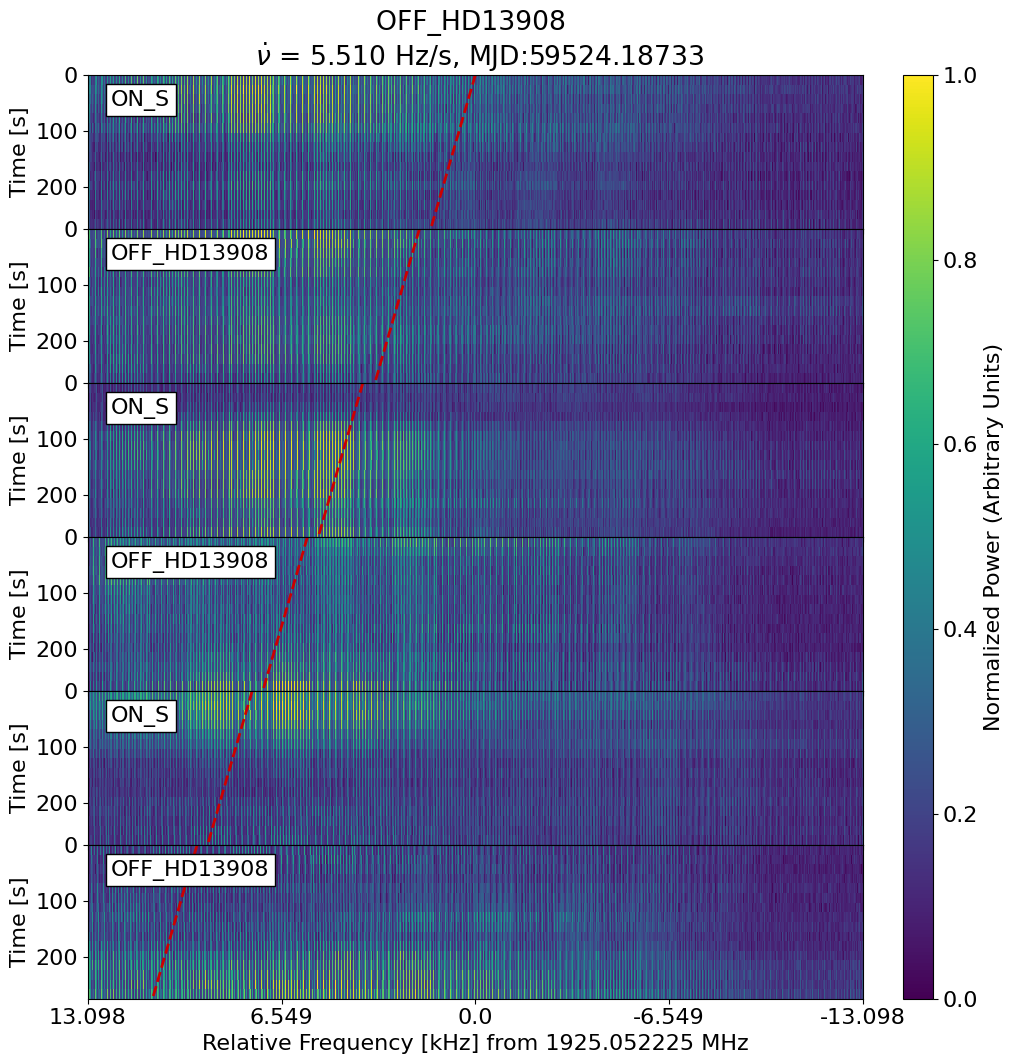 OFF_HD13908
ν̇ = 5.510 Hz/s, MJD:59524.18733
0
100
200
Time [s]
ON_S
0
100
200
Time [s]
OFF_HD13908
0
100
200
Time [s]
ON_S
0
100
200
Time [s]
OFF_HD13908
0
100
200
Time [s]
ON_S
0
100
200
Time [s]
OFF_HD13908
13.098 6.549 0.0 -6.549 -13.098
Relative Frequency [kHz] from 1925.052225 MHz
1.0
0.8
0.6
0.4
0.2
0.0
Normalized Power (Arbitrary Units)